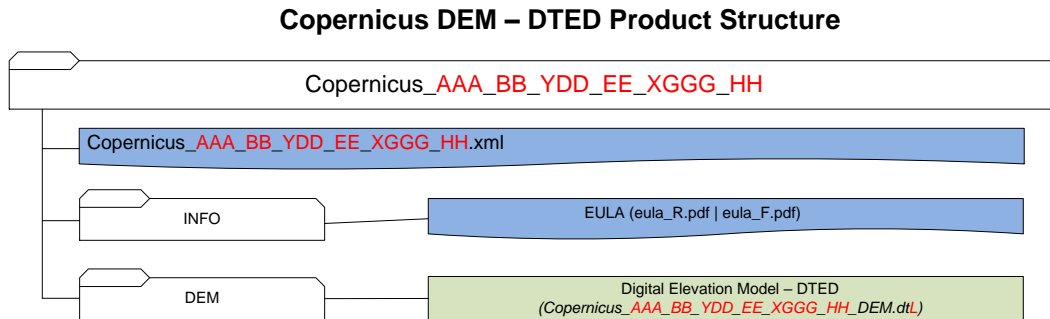 Copernicus DEM – DTED Product Structure
Copernicus_AAA_BB_YDD_EE_XGGG_HH
Copernicus_AAA_BB_YDD_EE_XGGG_HH.xml
INFO
EULA (eula_R.pdf | eula_F.pdf)
DEM
Digital Elevation Model – DTED
(Copernicus_AAA_BB_YDD_EE_XGGG_HH_DEM.dtL)